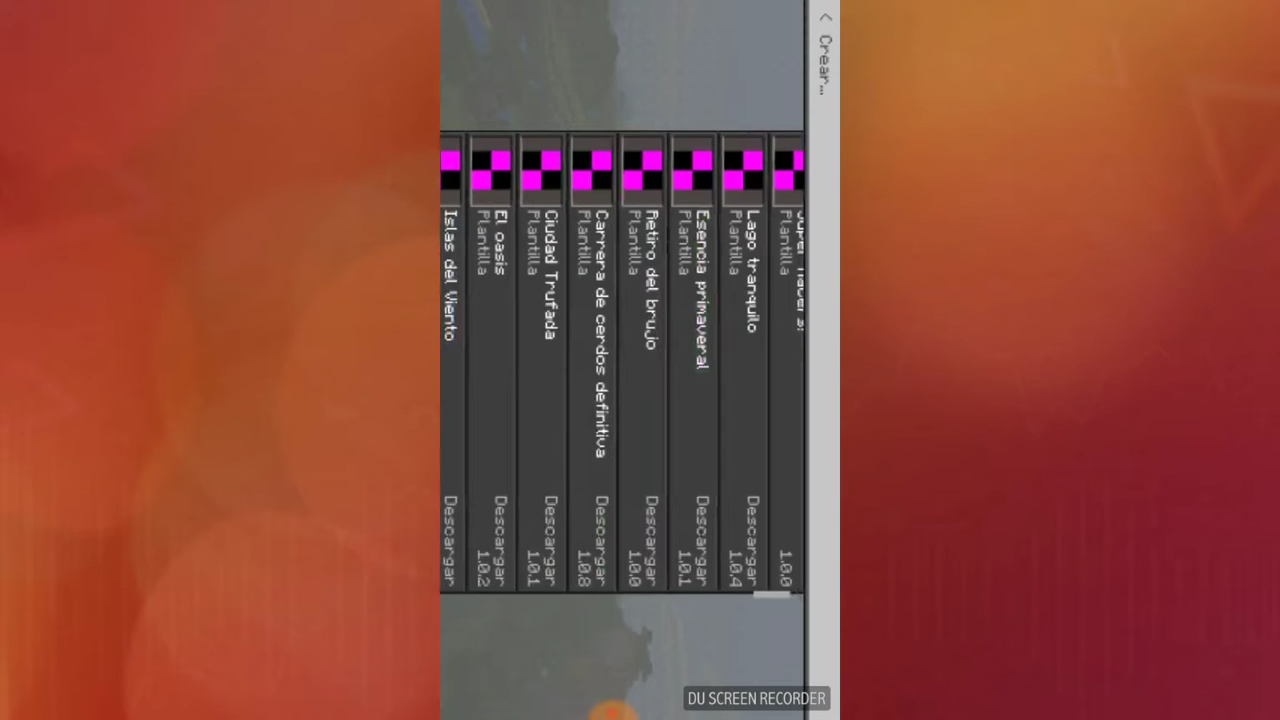 < Crear...
Plantilla
1.0.0
Lago tranquilo
Descargar
Plantilla
1.0.4
Esencia primaveral
Descargar
Plantilla
1.0.1
Retiro del brujo
Descargar
Plantilla
1.0.0
Carrera de cerdos definitiva
Descargar
Plantilla
1.0.8
Ciudad Trufada
Descargar
Plantilla
1.0.1
El oasis
Descargar
Plantilla
1.0.2
Islas del Viento
Descargar
DU SCREEN RECORDER